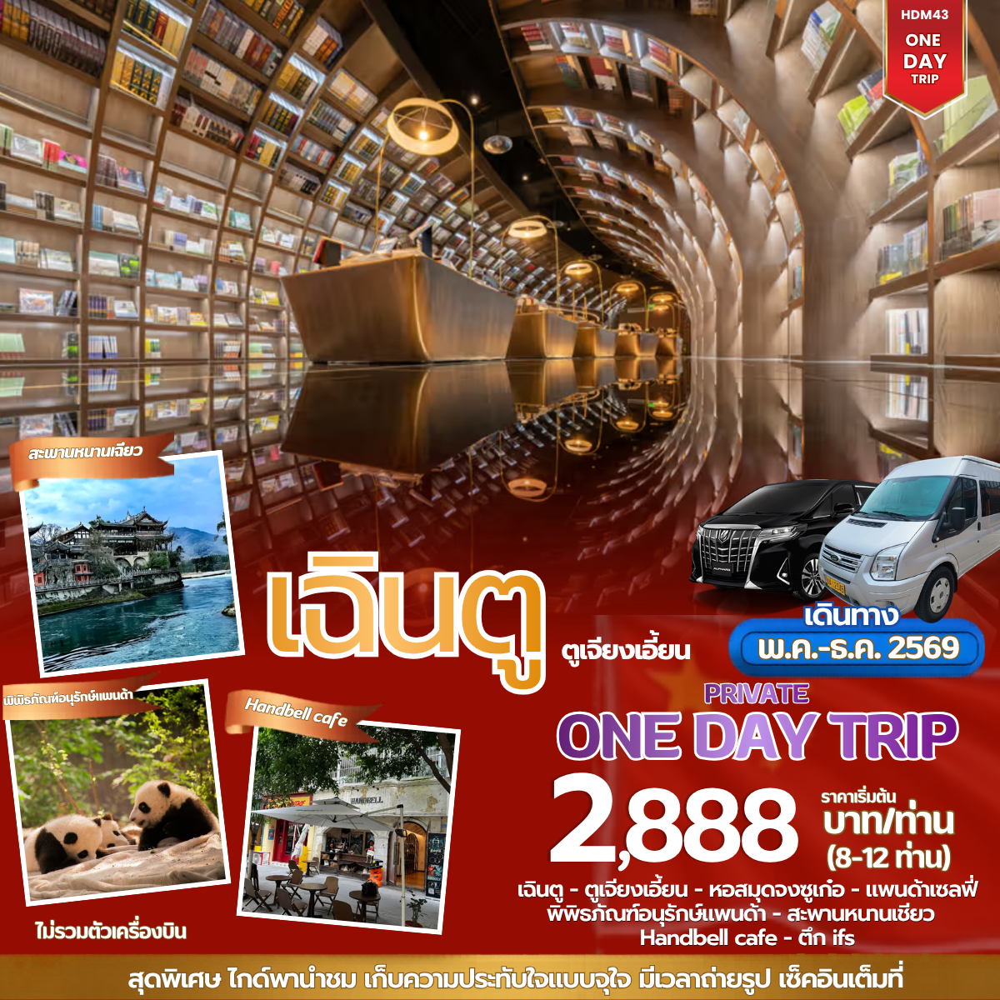 HDM43
ONE
DAY
TRIP
สะพานหนานเฉียว
เฉินตู
ตูเจียงเอี้ยน
เดินทาง
พ.ค.-ธ.ค. 2569
พิพิธภัณฑ์อนุรักษ์แพนด้า
Handbell cafe
HANDBELL
PRIVATE
ONE DAY TRIP
2,888
ราคาเริ่มต้น
บาท/ท่าน
(8-12 ท่าน)
เฉินตู - ตูเจียงเอี้ยน - หอสมุดจงซูเก๋อ - แพนด้าเซลฟี่
พิพิธภัณฑ์อนุรักษ์แพนด้า - สะพานหนานเชียว
Handbell cafe - ตึก ifs
ไม่รวมตั๋วเครื่องบิน
สุดพิเศษ ไกด์พานำชม เก็บความประทับใจแบบจุใจ มีเวลาถ่ายรูป เช็คอินเต็มที่